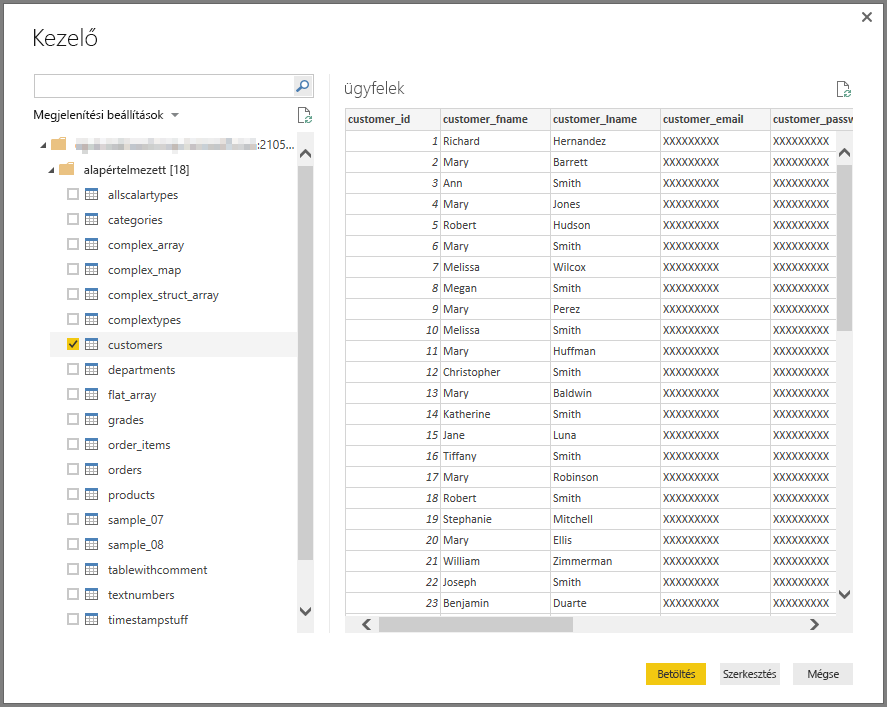 Kezelő
Megjelenítési beállítások
:2105...
alapértelmezett [18]
allscalartypes
categories
complex_array
complex_map
complex_struct_array
complextypes
customers
departments
flat_array
grades
order_items
orders
products
sample_07
sample_08
tablewithcomment
textnumbers
timestampstuff
ügyfelek
customer_id customer_fname customer_lname customer_email customer_passw
1 Richard Hernandez XXXXXXXXX XXXXXXXXX
2 Mary Barrett XXXXXXXXX XXXXXXXXX
3 Ann Smith XXXXXXXXX XXXXXXXXX
4 Mary Jones XXXXXXXXX XXXXXXXXX
5 Robert Hudson XXXXXXXXX XXXXXXXXX
6 Mary Smith XXXXXXXXX XXXXXXXXX
7 Melissa Wilcox XXXXXXXXX XXXXXXXXX
8 Megan Smith XXXXXXXXX XXXXXXXXX
9 Mary Perez XXXXXXXXX XXXXXXXXX
10 Melissa Smith XXXXXXXXX XXXXXXXXX
11 Mary Huffman XXXXXXXXX XXXXXXXXX
12 Christopher Smith XXXXXXXXX XXXXXXXXX
13 Mary Baldwin XXXXXXXXX XXXXXXXXX
14 Katherine Smith XXXXXXXXX XXXXXXXXX
15 Jane Luna XXXXXXXXX XXXXXXXXX
16 Tiffany Smith XXXXXXXXX XXXXXXXXX
17 Mary Robinson XXXXXXXXX XXXXXXXXX
18 Robert Smith XXXXXXXXX XXXXXXXXX
19 Stephanie Mitchell XXXXXXXXX XXXXXXXXX
20 Mary Ellis XXXXXXXXX XXXXXXXXX
21 William Zimmerman XXXXXXXXX XXXXXXXXX
22 Joseph Smith XXXXXXXXX XXXXXXXXX
23 Benjamin Duarte XXXXXXXXX XXXXXXXXX
Betöltés Szerkesztés Mégse